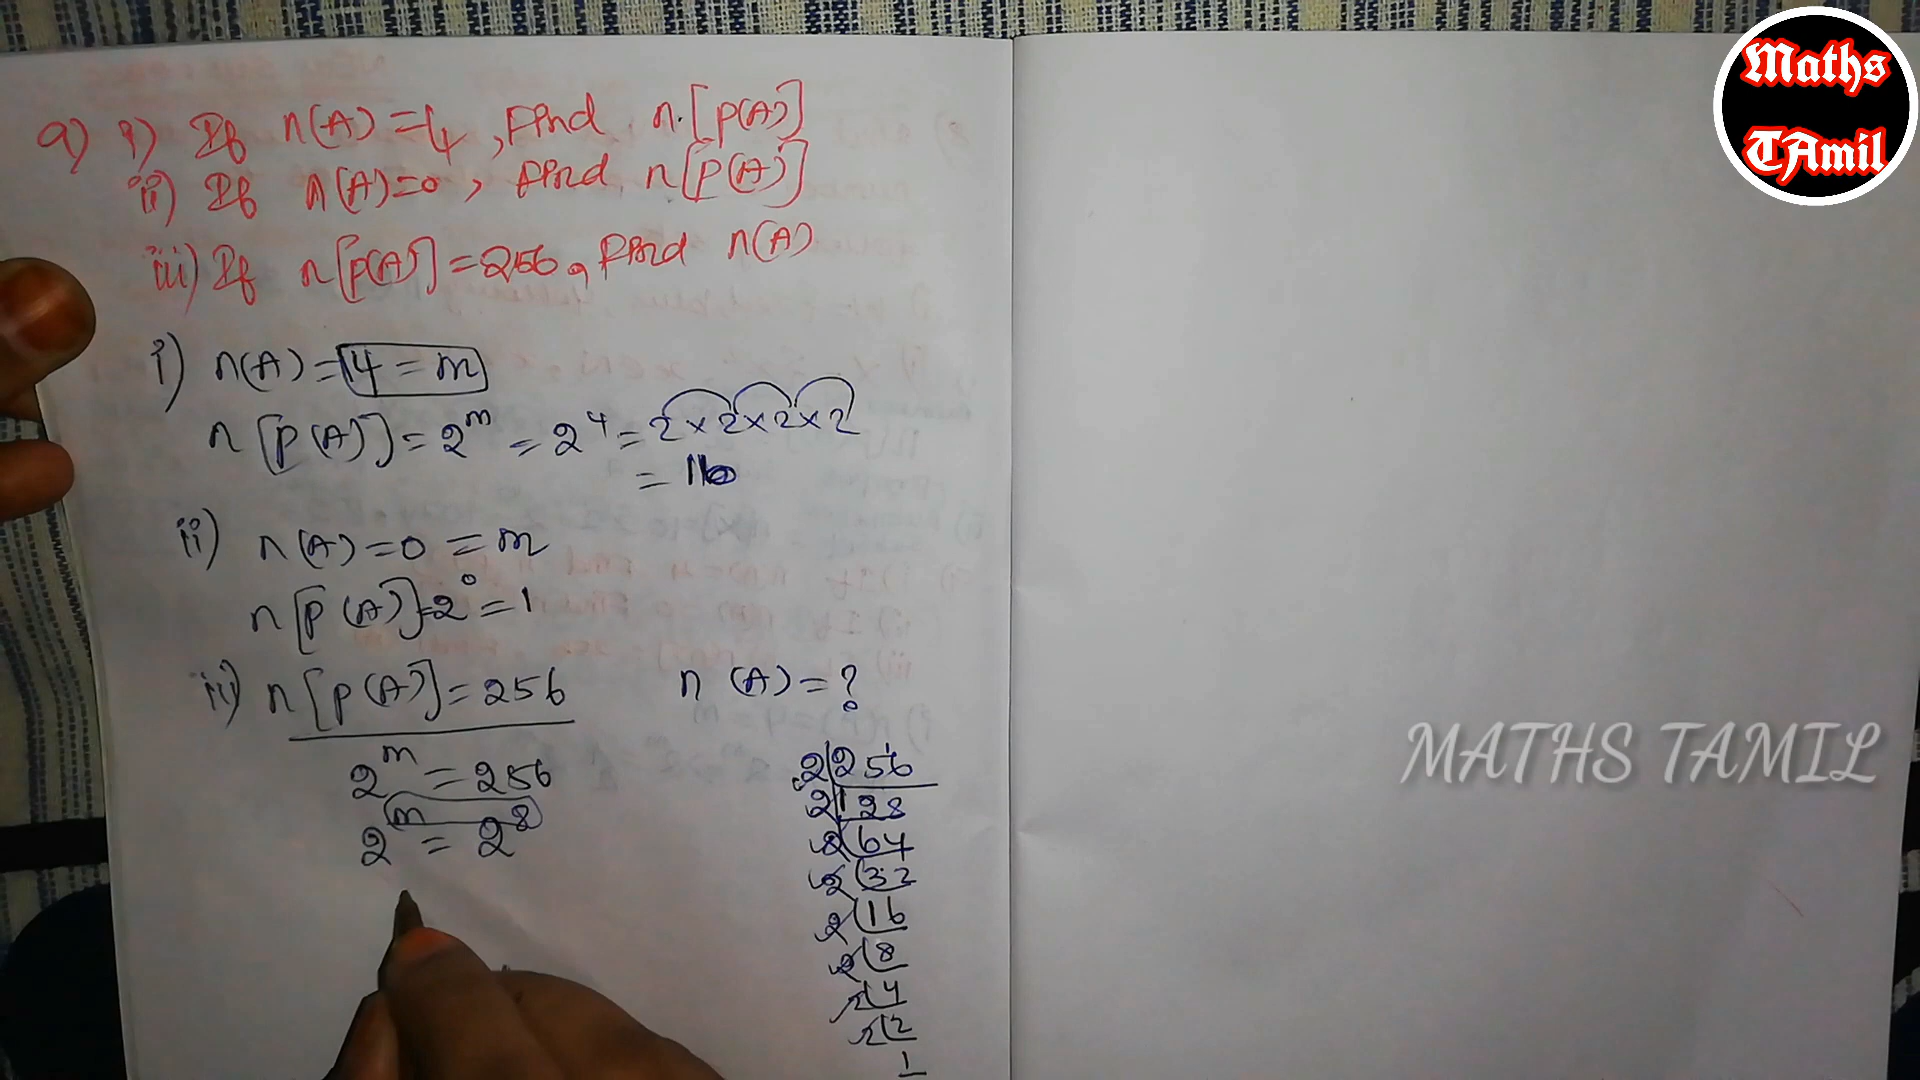 9) i) If n(A) = 4, Find n[P(A)]
ii) If n(A)=0, Find n[P(A)]
iii) If n[P(A)] = 256, Find n(A)
i) n(A) = 4 = m
n[P(A)] = 2^m = 2^4 = 2×2×2×2
= 16
ii) n(A) = 0 = m
n[P(A)] = 2^0 = 1
iii) n[P(A)] = 256 n(A) = ?
2^m = 256
2^m = 2^8
2 256
2 128
2 64
2 32
2 16
2 8
2 4
2 2
1
Maths
TAmil
MATHS TAMIL